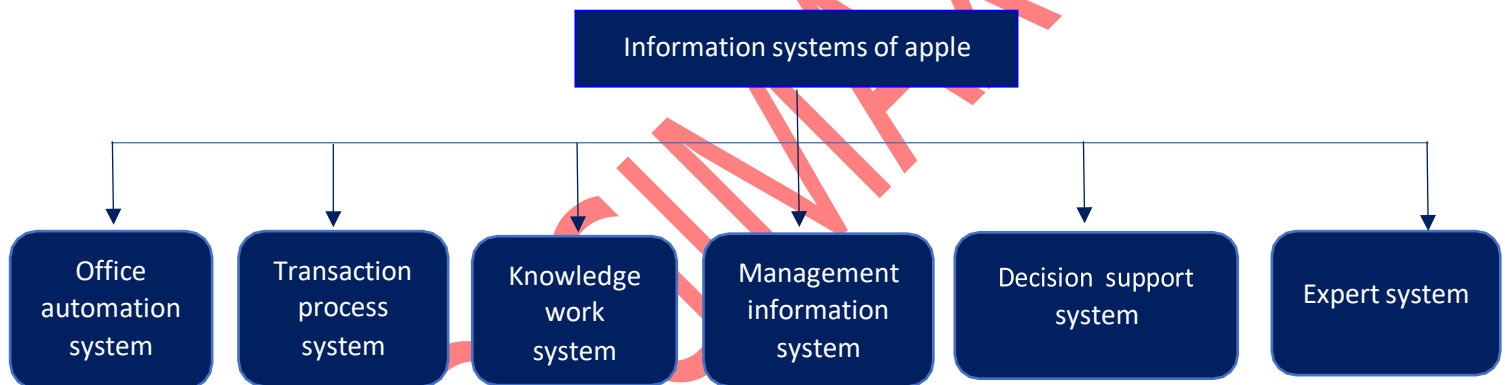 Information systems of apple
Office
automation
system
Transaction
process
system
Knowledge
work
system
Management
information
system
Decision support
system
Expert system